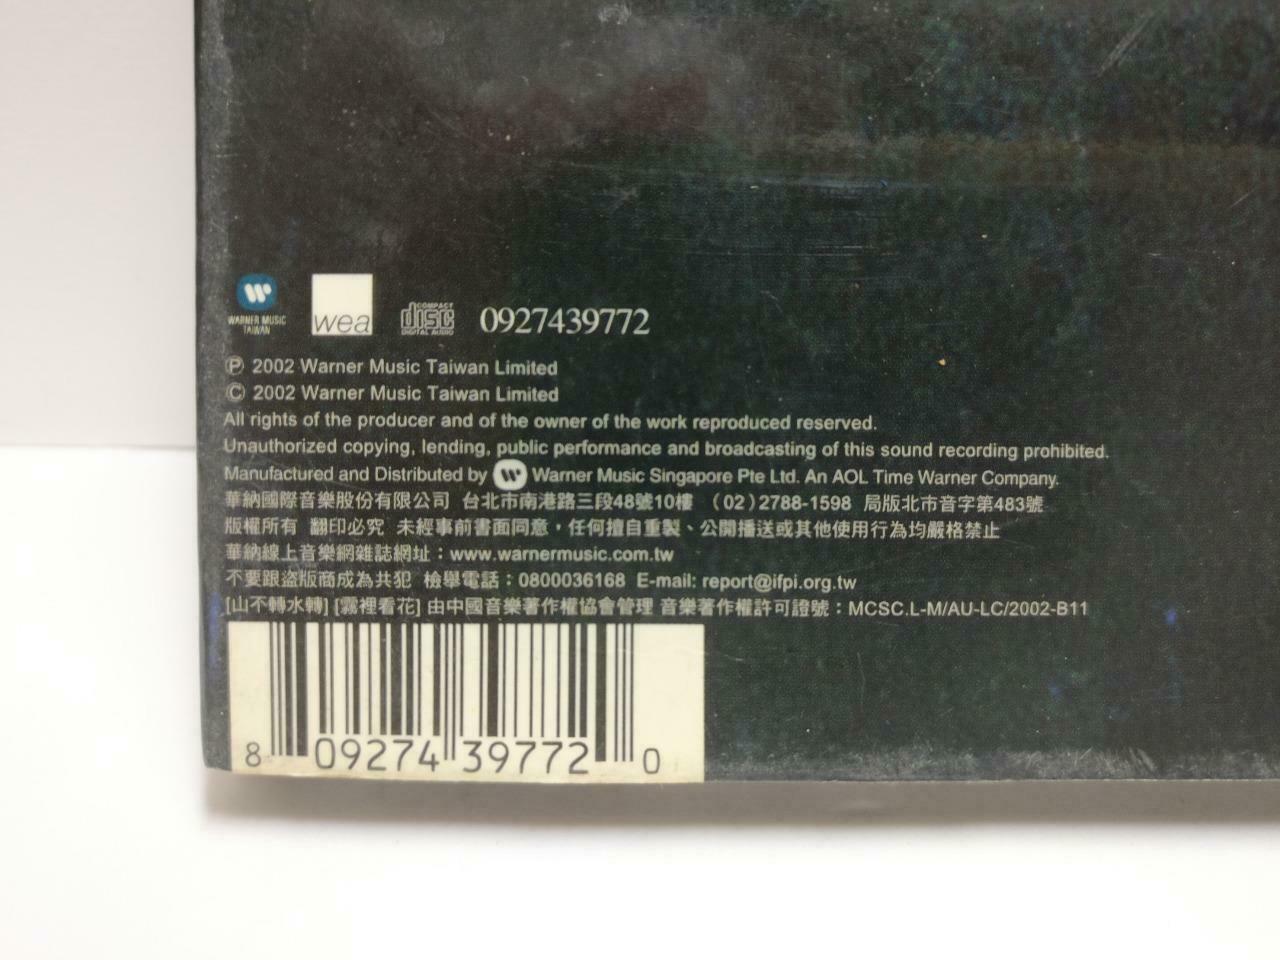 WARNER MUSIC
TAIWAN
wea
COMPACT
disc
DIGITAL AUDIO
0927439772
℗ 2002 Warner Music Taiwan Limited
© 2002 Warner Music Taiwan Limited
All rights of the producer and of the owner of the work reproduced reserved.
Unauthorized copying, lending, public performance and broadcasting of this sound recording prohibited.
Manufactured and Distributed by Warner Music Singapore Pte Ltd. An AOL Time Warner Company.
華納國際音樂股份有限公司 台北市南港路三段48號10樓 (02)2788-1598 局版北市音字第483號
版權所有 翻印必究 未經事前書面同意，任何擅自重製、公開播送或其他使用行為均嚴格禁止
華納線上音樂網雜誌網址：www.warnermusic.com.tw
不要跟盜版商成為共犯 檢舉電話：0800036168 E-mail: report@ifpi.org.tw
[山不轉水轉] [霧裡看花] 由中國音樂著作權協會管理 音樂著作權許可證號：MCSC.L-M/AU-LC/2002-B11
8 09274 39772 0